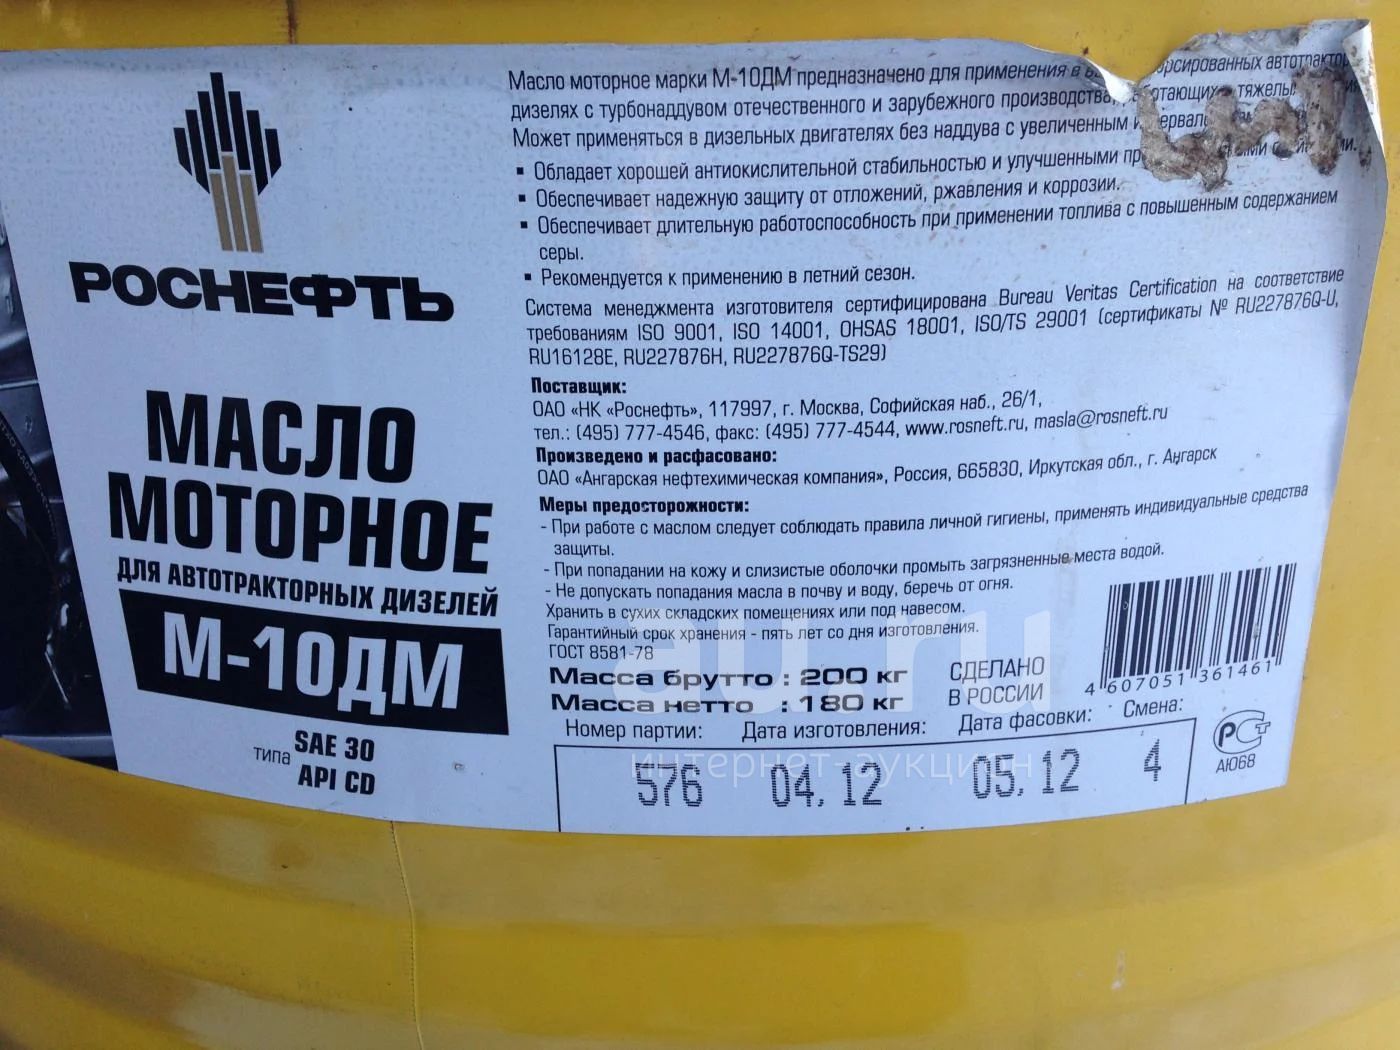 РОСНЕФТЬ
МАСЛО
МОТОРНОЕ
ДЛЯ АВТОТРАКТОРНЫХ ДИЗЕЛЕЙ
М-10ДМ
типа SAE 30
API CD
Масло моторное марки М-10ДМ предназначено для применения в автотрактор
дизелях с турбонаддувом отечественного и зарубежного производства,
Может применяться в дизельных двигателях без наддува с увеличенным
▪ Обладает хорошей антиокислительной стабильностью и улучшенными
▪ Обеспечивает надежную защиту от отложений, ржавления и коррозии.
▪ Обеспечивает длительную работоспособность при применении топлива с повышенным содержанием
серы.
▪ Рекомендуется к применению в летний сезон.
Система менеджмента изготовителя сертифицирована Bureau Veritas Certification на соответствие
требованиям ISO 9001, ISO 14001, OHSAS 18001, ISO/TS 29001 (сертификаты № RU227876Q-U,
RU16128E, RU227876H, RU227876Q-TS29)
Поставщик:
ОАО «НК «Роснефть», 117997, г. Москва, Софийская наб., 26/1,
тел.: (495) 777-4546, факс: (495) 777-4544, www.rosneft.ru, masla@rosneft.ru
Произведено и расфасовано:
ОАО «Ангарская нефтехимическая компания», Россия, 665830, Иркутская обл., г. Ангарск
Меры предосторожности:
- При работе с маслом следует соблюдать правила личной гигиены, применять индивидуальные средства
защиты.
- При попадании на кожу и слизистые оболочки промыть загрязненные места водой.
- Не допускать попадания масла в почву и воду, беречь от огня.
Хранить в сухих складских помещениях или под навесом.
Гарантийный срок хранения - пять лет со дня изготовления.
ГОСТ 8581-78
Масса брутто : 200 кг
Масса нетто : 180 кг
СДЕЛАНО
В РОССИИ
4 607051 361461
Номер партии: Дата изготовления: Дата фасовки: Смена:
576 04.12 05.12 4
РСТ
АЮ68
au.ru
интернет-аукцион